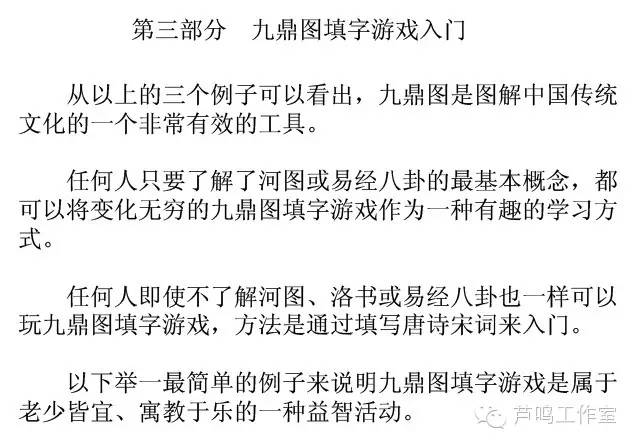 第三部分　九鼎图填字游戏入门
从以上的三个例子可以看出，九鼎图是图解中国传统
文化的一个非常有效的工具。
任何人只要了解了河图或易经八卦的最基本概念，都
可以将变化无穷的九鼎图填字游戏作为一种有趣的学习方
式。
任何人即使不了解河图、洛书或易经八卦也一样可以
玩九鼎图填字游戏，方法是通过填写唐诗宋词来入门。
以下举一最简单的例子来说明九鼎图填字游戏是属于
老少皆宜、寓教于乐的一种益智活动。
芦鸣工作室